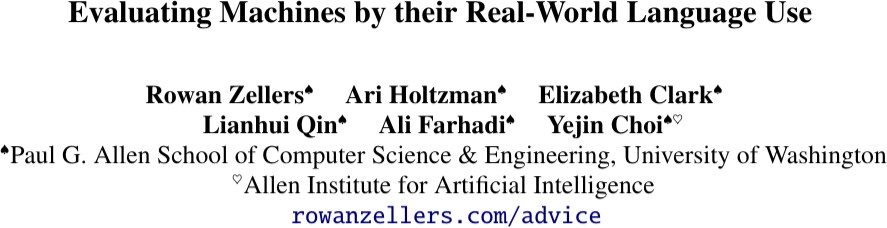 Evaluating Machines by their Real-World Language Use
Rowan Zellers♠ Ari Holtzman♠ Elizabeth Clark♠
Lianhui Qin♠ Ali Farhadi♠ Yejin Choi♠♡
♠Paul G. Allen School of Computer Science & Engineering, University of Washington
♡Allen Institute for Artificial Intelligence
rowanzellers.com/advice